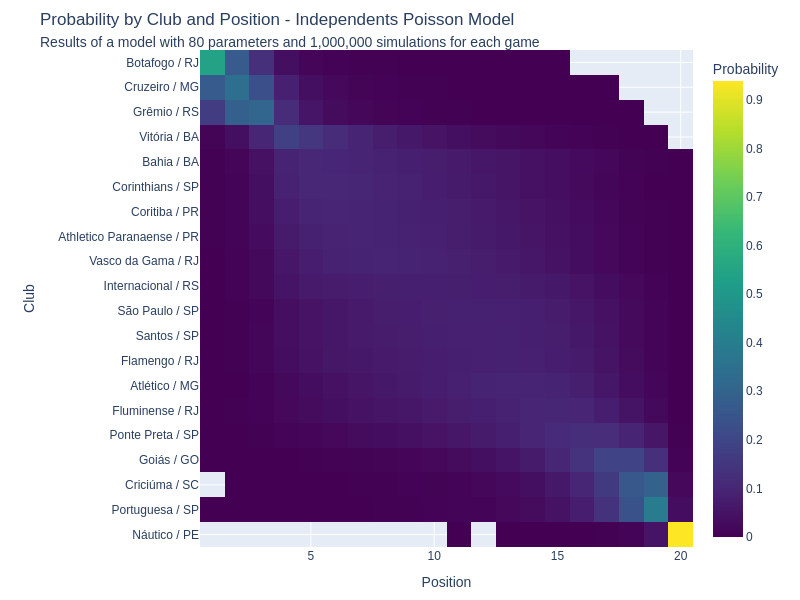 Probability by Club and Position - Independents Poisson Model
Results of a model with 80 parameters and 1,000,000 simulations for each game
Probability
Botafogo / RJ
Cruzeiro / MG
Grêmio / RS
Vitória / BA
Bahia / BA
Corinthians / SP
Coritiba / PR
Athletico Paranaense / PR
Vasco da Gama / RJ
Internacional / RS
São Paulo / SP
Santos / SP
Flamengo / RJ
Atlético / MG
Fluminense / RJ
Ponte Preta / SP
Goiás / GO
Criciúma / SC
Portuguesa / SP
Náutico / PE
Club
5
10
15
20
Position
0.9
0.8
0.7
0.6
0.5
0.4
0.3
0.2
0.1
0